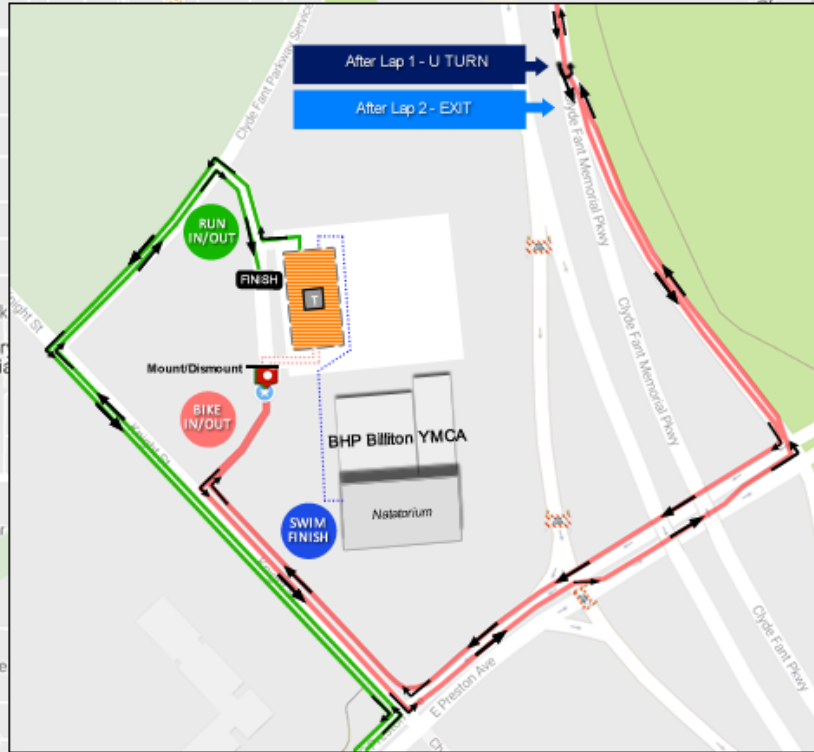 After Lap 1 - U TURN
After Lap 2 - EXIT
Clyde Fant Parkway Service
Clyde Fant Memorial Pkwy
RUN
IN/OUT
FINISH
T
Knight St
Clyde Fant Memorial Pkwy
Mount/Dismount
BIKE
IN/OUT
Knight St
BHP Billiton YMCA
Natatorium
SWIM
FINISH
E Preston Ave
Clyde Fant Pkwy